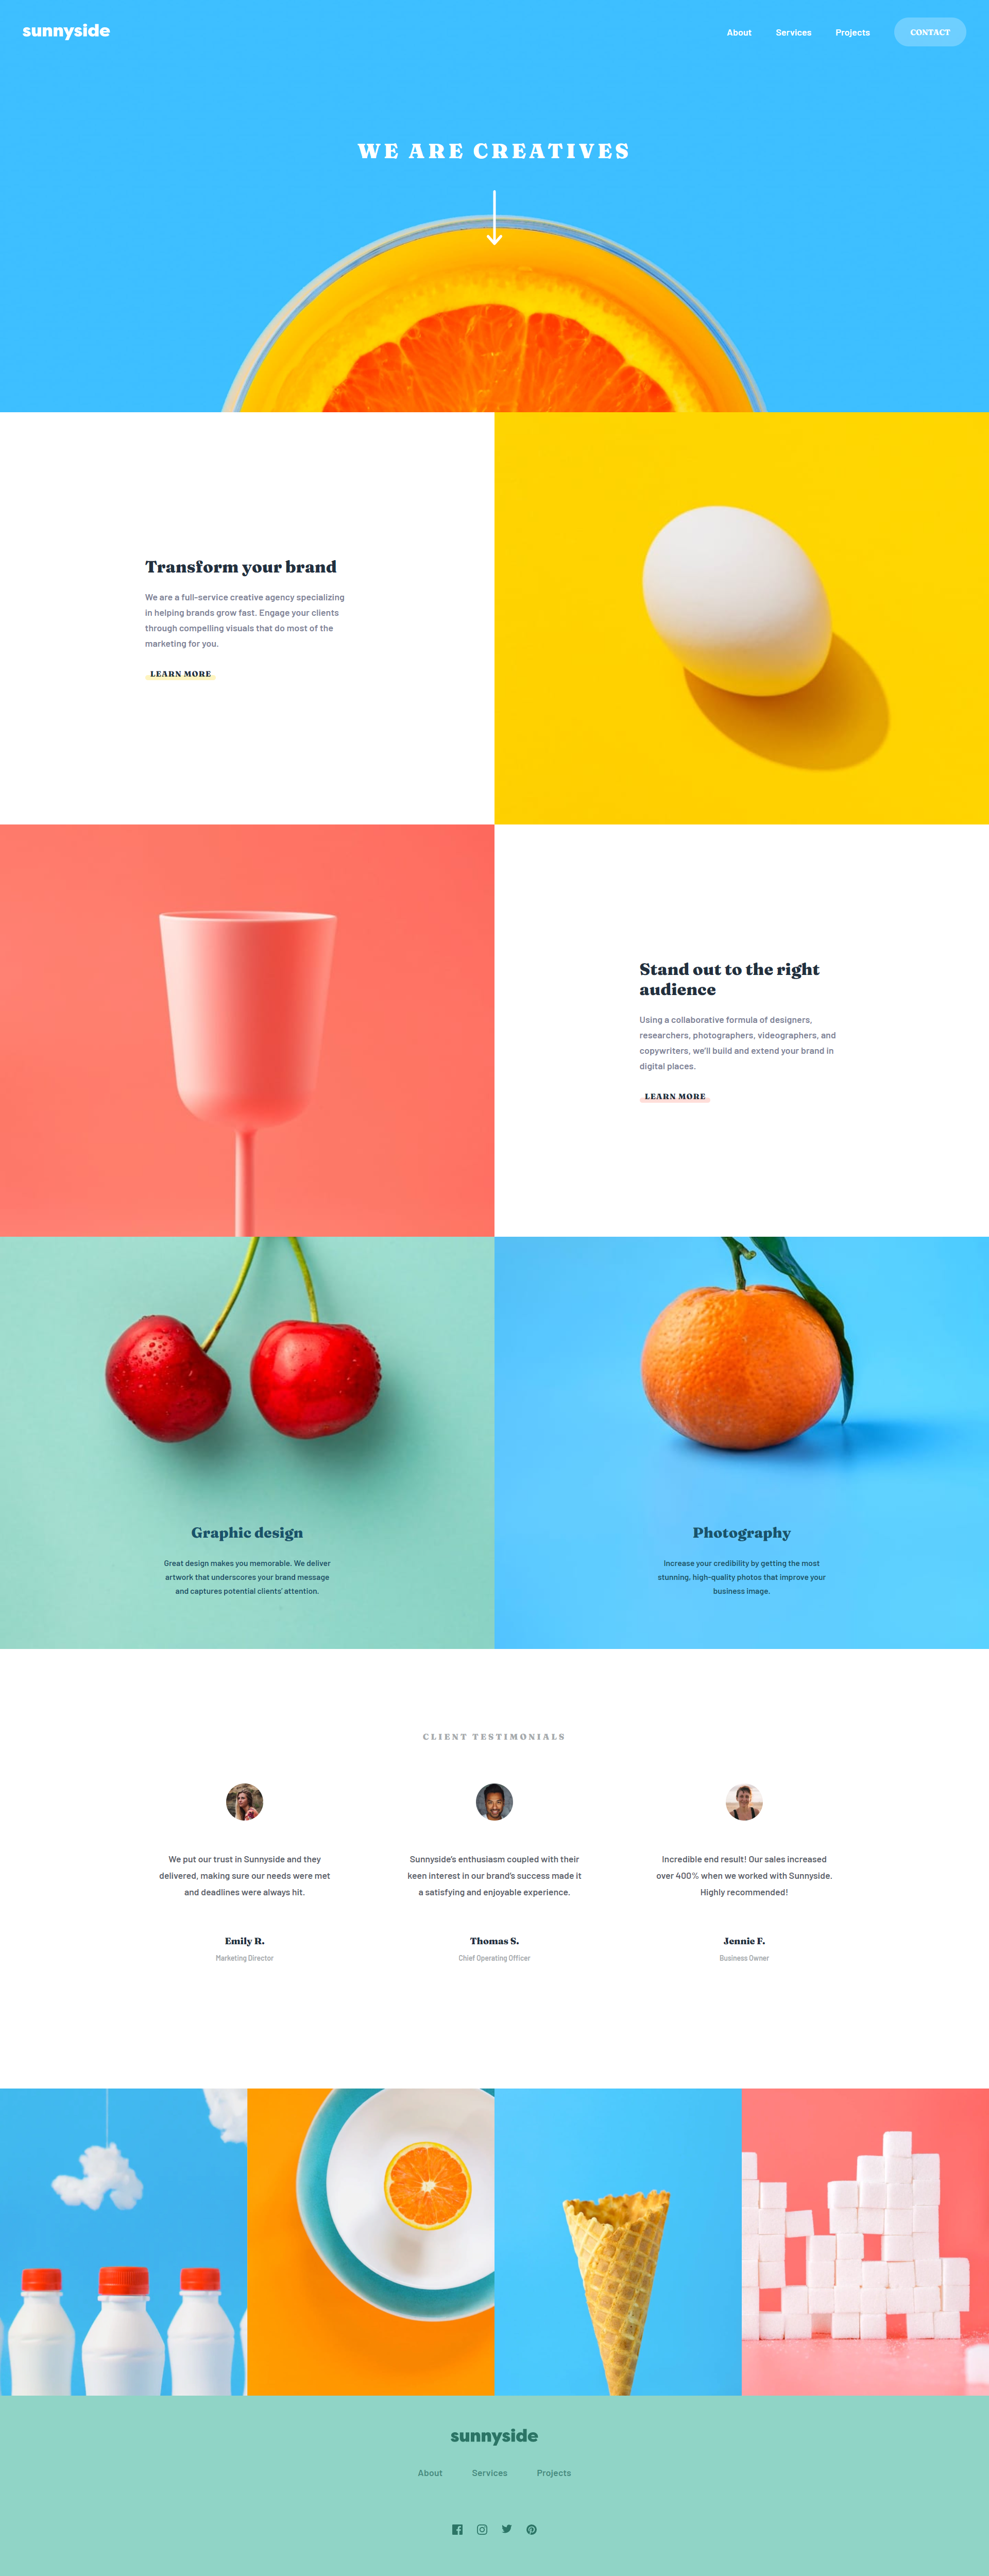 sunnyside
About Services Projects CONTACT
WE ARE CREATIVES
Transform your brand
We are a full-service creative agency specializing
in helping brands grow fast. Engage your clients
through compelling visuals that do most of the
marketing for you.
LEARN MORE
Stand out to the right
audience
Using a collaborative formula of designers,
researchers, photographers, videographers, and
copywriters, we'll build and extend your brand in
digital places.
LEARN MORE
Graphic design
Great design makes you memorable. We deliver
artwork that underscores your brand message
and captures potential clients' attention.
Photography
Increase your credibility by getting the most
stunning, high-quality photos that improve your
business image.
CLIENT TESTIMONIALS
We put our trust in Sunnyside and they
delivered, making sure our needs were met
and deadlines were always hit.
Emily R.
Marketing Director
Sunnyside's enthusiasm coupled with their
keen interest in our brand's success made it
a satisfying and enjoyable experience.
Thomas S.
Chief Operating Officer
Incredible end result! Our sales increased
over 400% when we worked with Sunnyside.
Highly recommended!
Jennie F.
Business Owner
sunnyside
About Services Projects